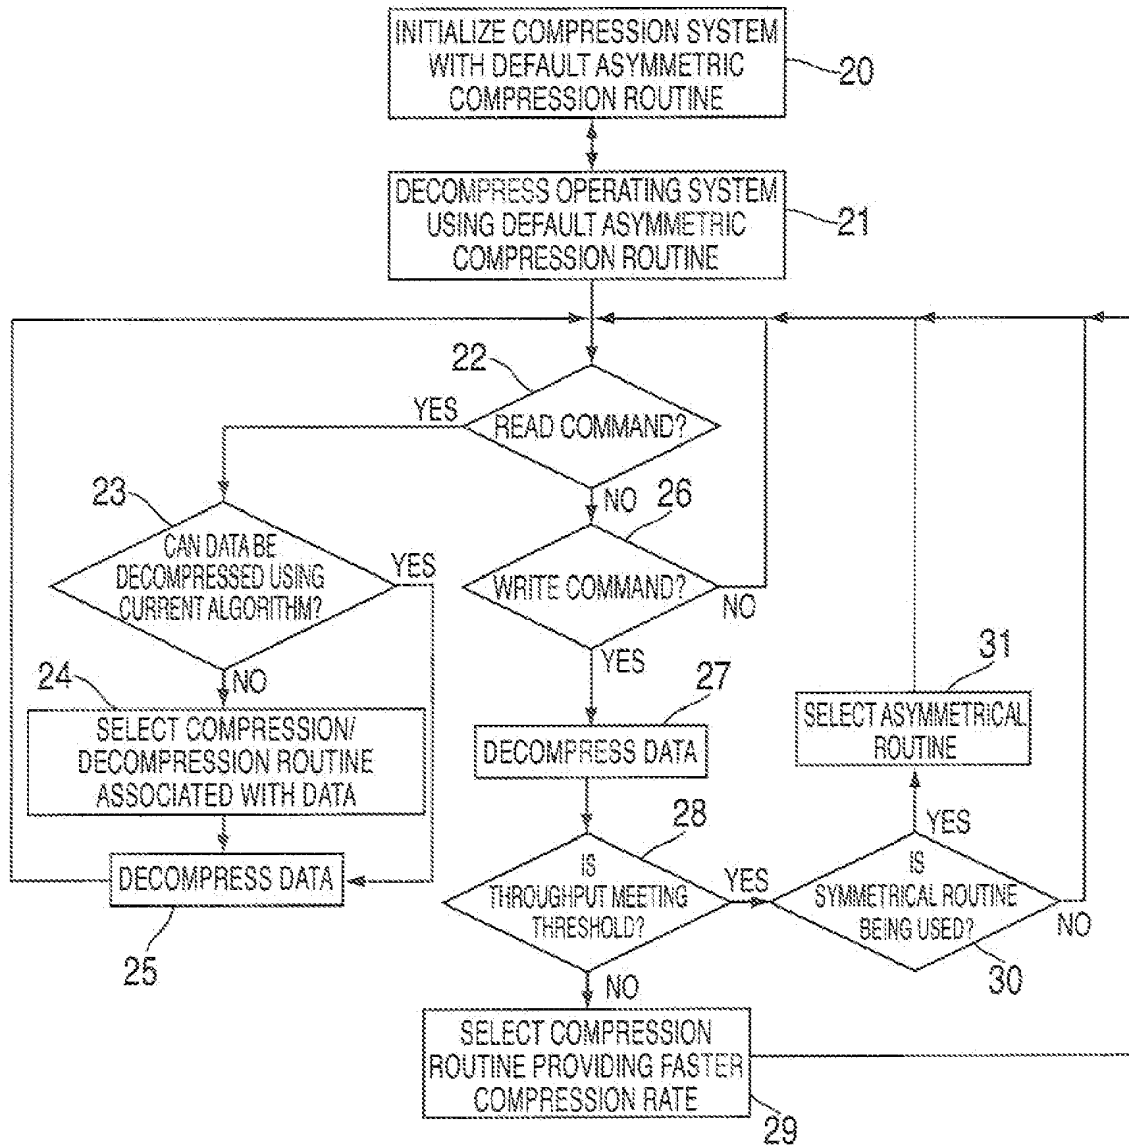 INITIALIZE COMPRESSION SYSTEM
WITH DEFAULT ASYMMETRIC
COMPRESSION ROUTINE
20
DECOMPRESS OPERATING SYSTEM
USING DEFAULT ASYMMETRIC
COMPRESSION ROUTINE
21
22
YES
READ COMMAND?
NO
23
CAN DATA BE
DECOMPRESSED USING
CURRENT ALGORITHM?
YES
NO
26
WRITE COMMAND?
NO
YES
24
SELECT COMPRESSION/
DECOMPRESSION ROUTINE
ASSOCIATED WITH DATA
27
DECOMPRESS DATA
31
SELECT ASYMMETRICAL
ROUTINE
DECOMPRESS DATA
25
28
IS
THROUGHPUT MEETING
THRESHOLD?
YES
NO
YES
IS
SYMMETRICAL ROUTINE
BEING USED?
NO
30
SELECT COMPRESSION
ROUTINE PROVIDING FASTER
COMPRESSION RATE
29